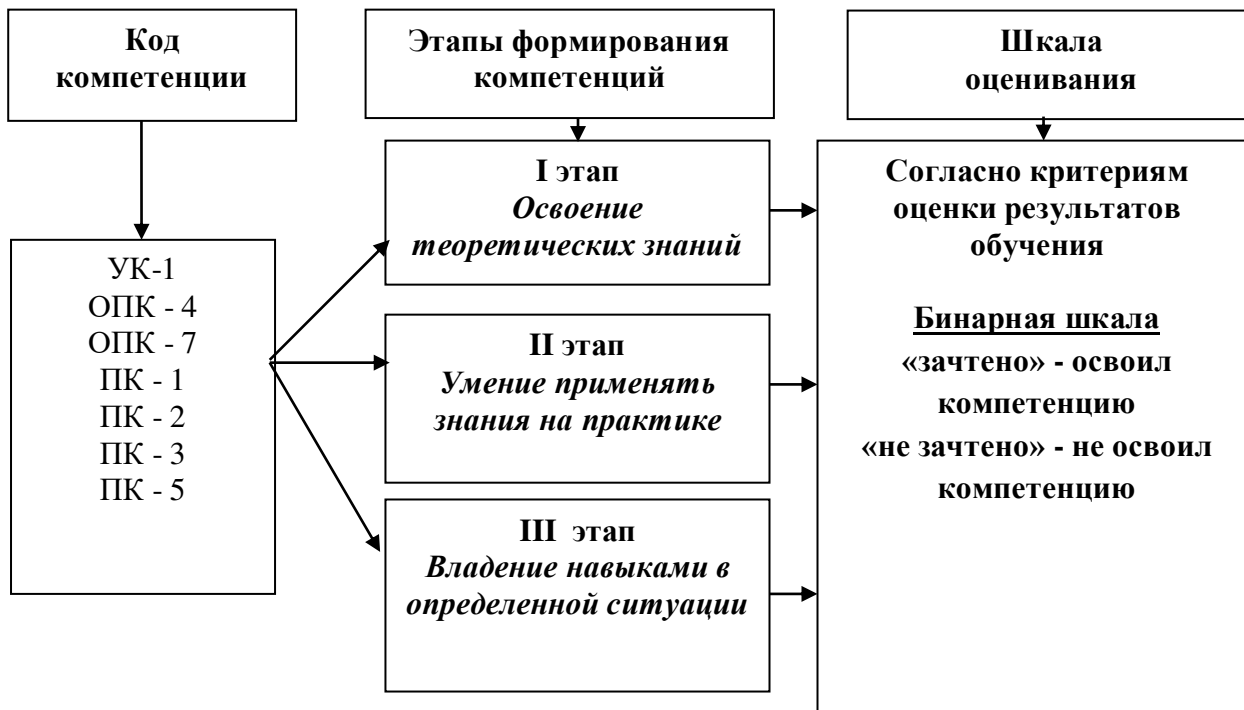 Код
компетенции
Этапы формирования
компетенций
Шкала
оценивания
УК-1
ОПК - 4
ОПК - 7
ПК - 1
ПК - 2
ПК - 3
ПК - 5
I этап
Освоение
теоретических знаний
II этап
Умение применять
знания на практике
III этап
Владение навыками в
определенной ситуации
Согласно критериям
оценки результатов
обучения
Бинарная шкала
«зачтено» - освоил
компетенцию
«не зачтено» - не освоил
компетенцию